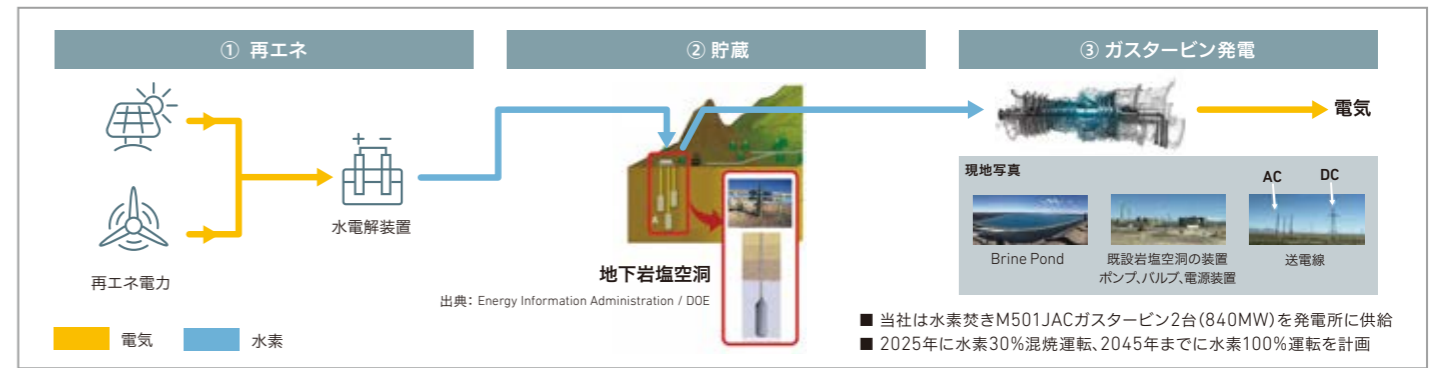 ① 再エネ
② 貯蔵
③ ガスタービン発電
電気
+ −
水電解装置
再エネ電力
電気
水素
A
地下岩塩空洞
出典： Energy Information Administration / DOE
現地写真
AC
DC
Brine Pond
既設岩塩空洞の装置
ポンプ、バルブ、電源装置
送電線
■ 当社は水素焚きM501JACガスタービン2台(840MW)を発電所に供給
■ 2025年に水素30%混焼運転、2045年までに水素100%運転を計画